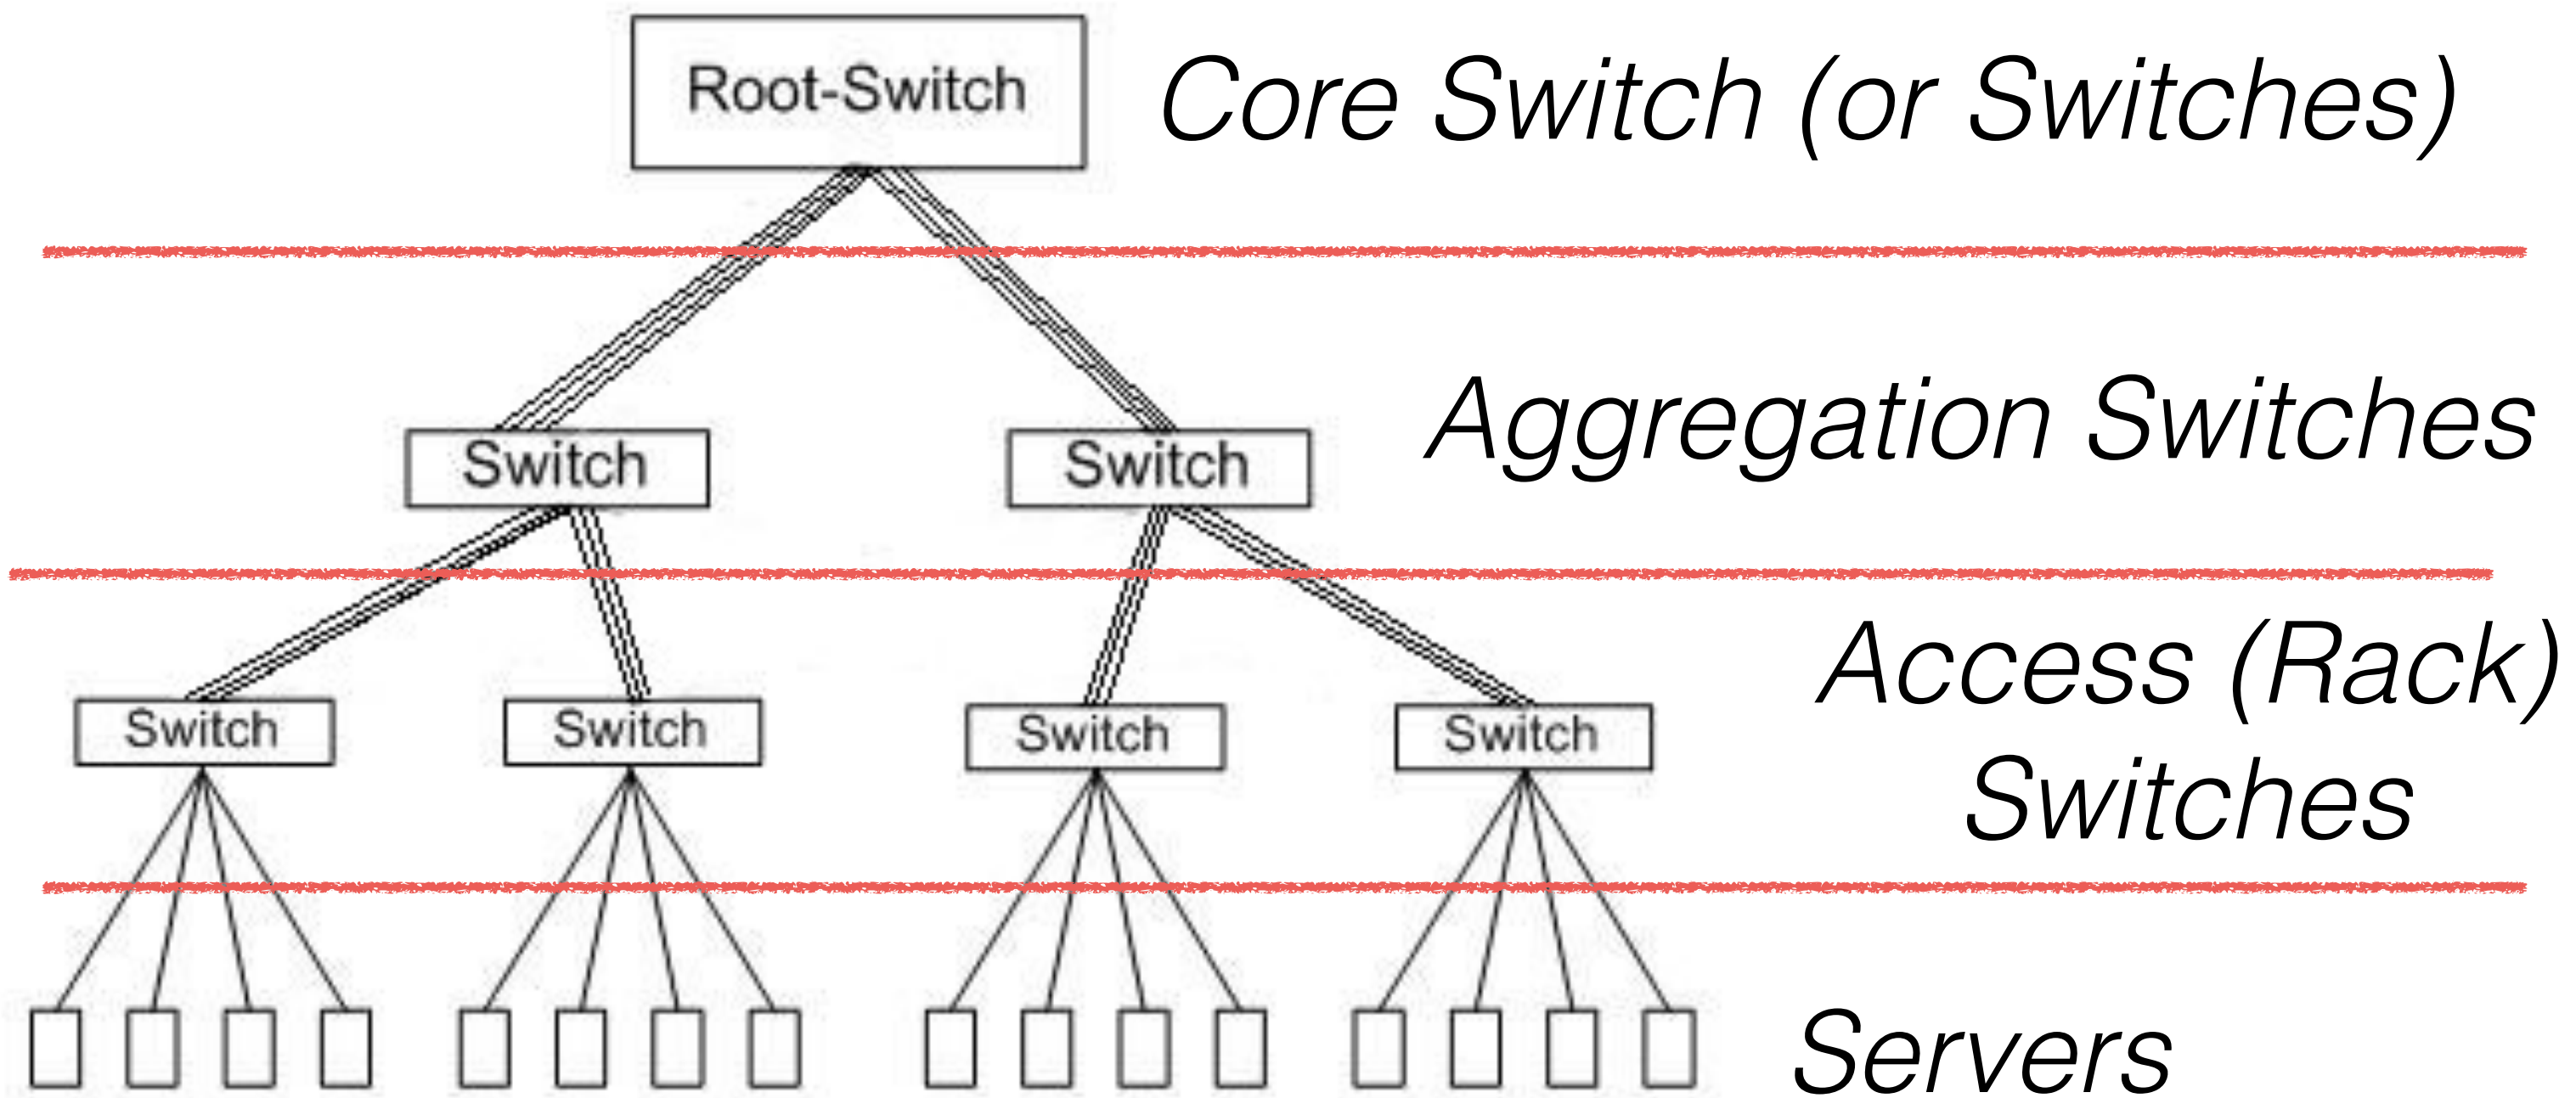 Root-Switch
Core Switch (or Switches)
Switch
Switch
Aggregation Switches
Switch
Switch
Switch
Switch
Access (Rack)
Switches
Servers